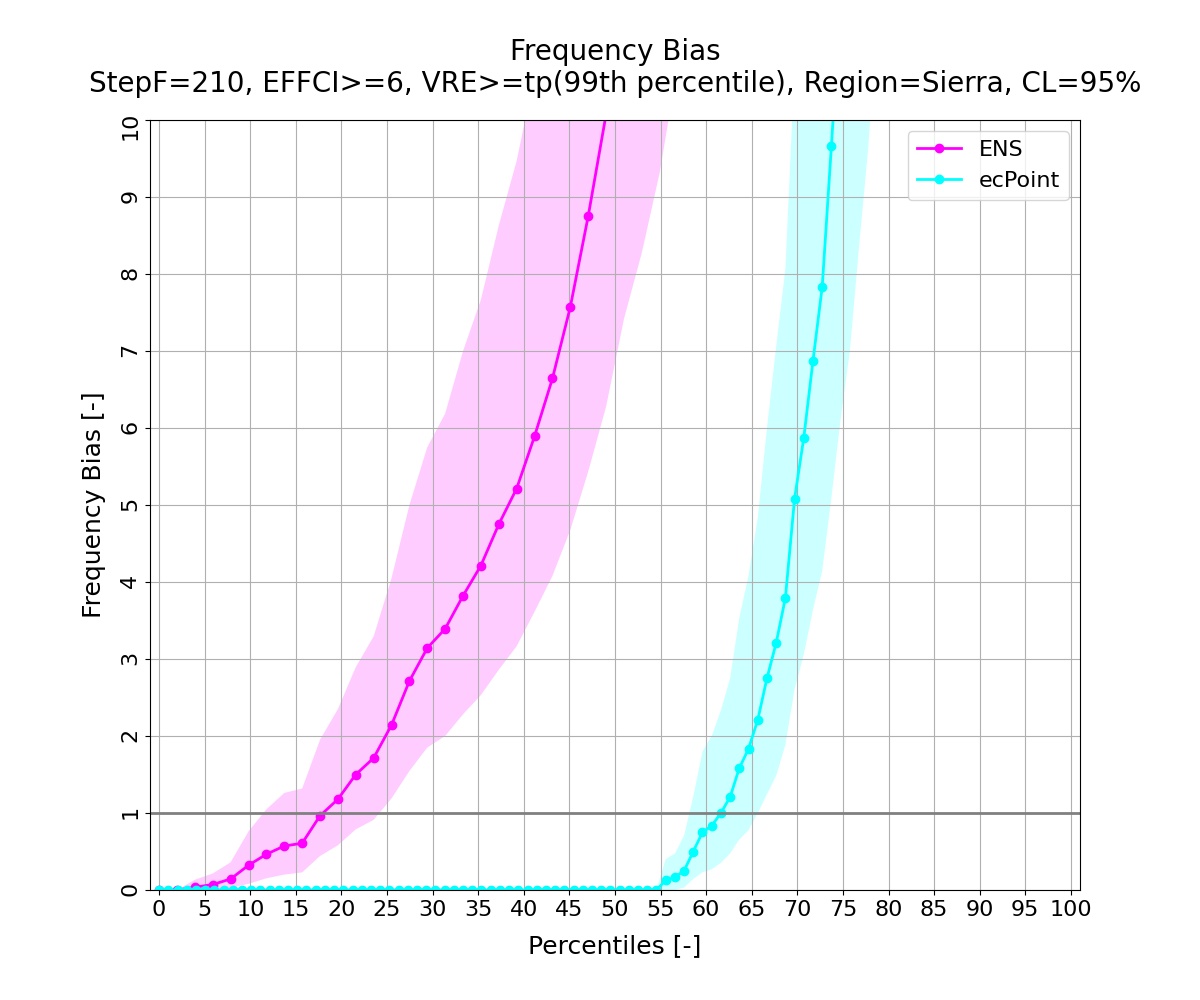 Frequency Bias
StepF=210, EFFCI>=6, VRE>=tp(99th percentile), Region=Sierra, CL=95%
10
9
8
7
6
5
4
3
2
1
0
Frequency Bias [-]
ENS
ecPoint
0 5 10 15 20 25 30 35 40 45 50 55 60 65 70 75 80 85 90 95 100
Percentiles [-]